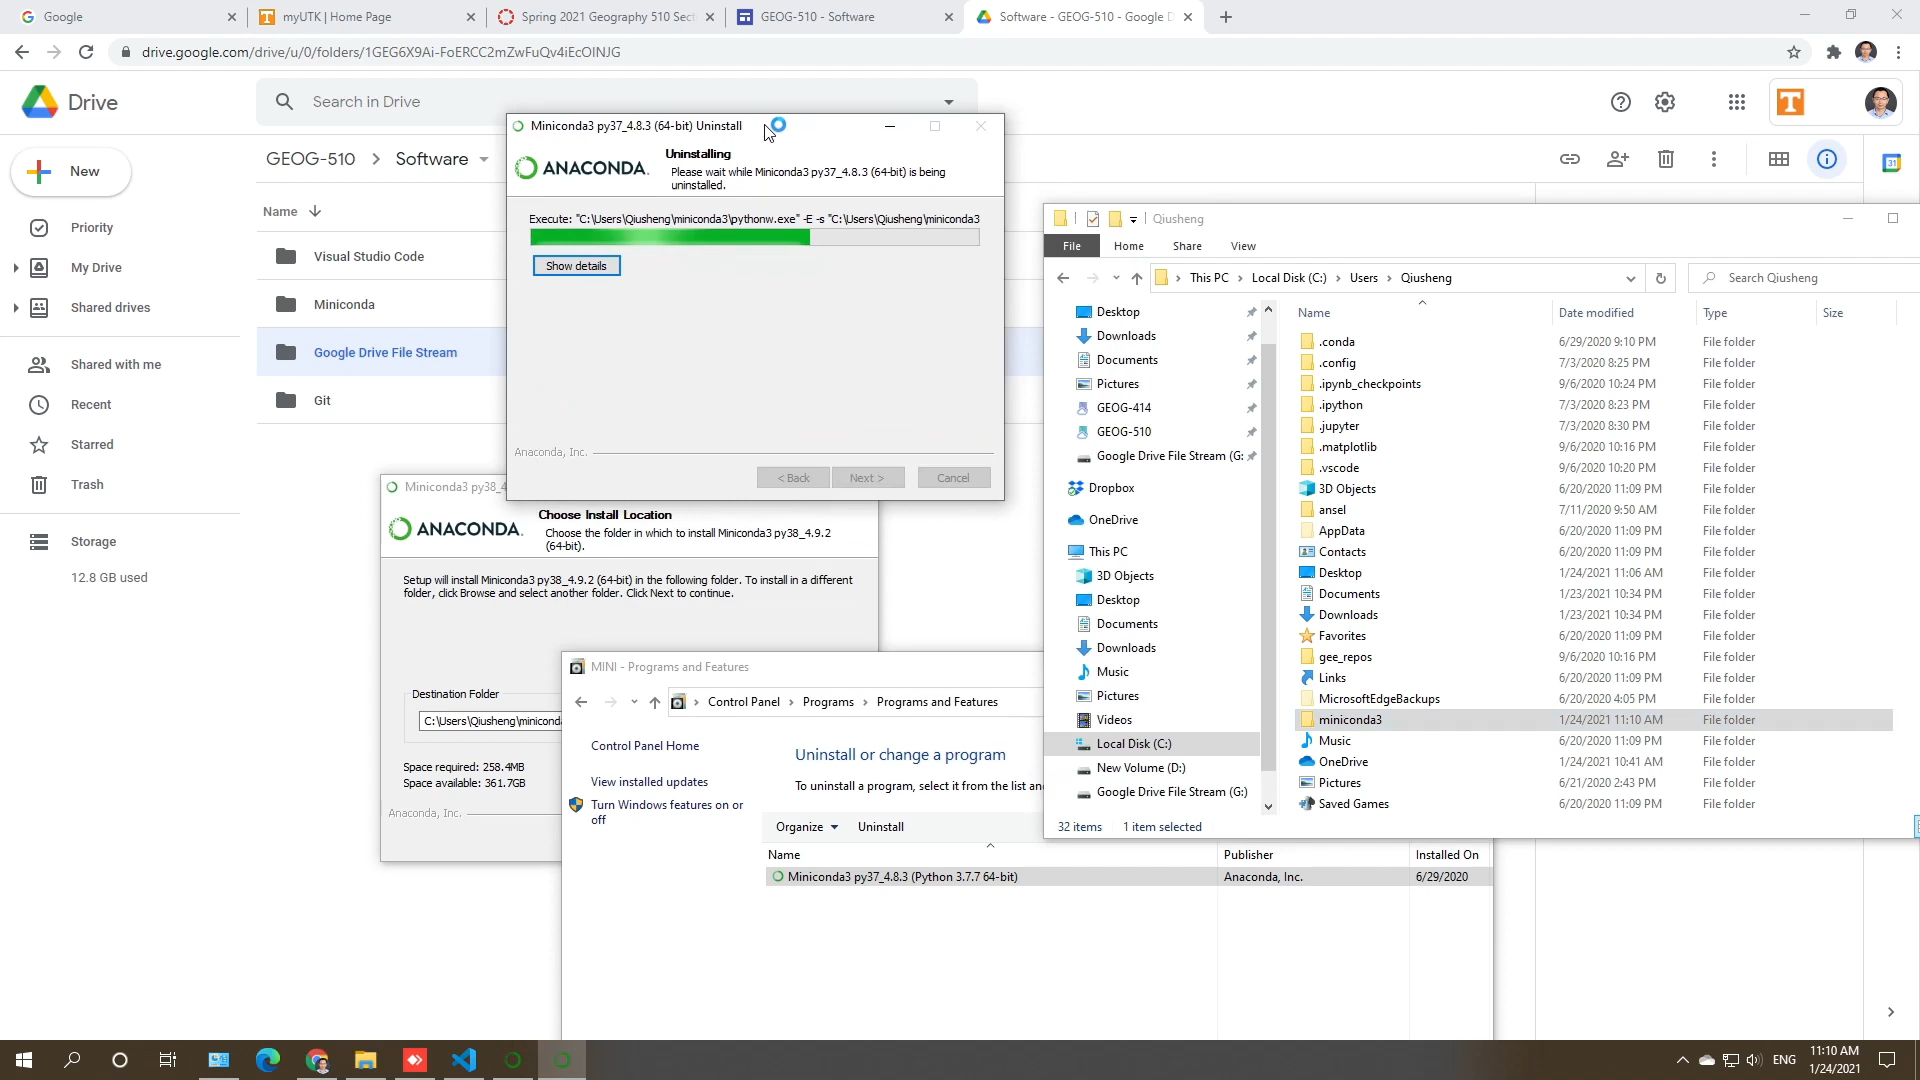 Google
myUTK | Home Page
Spring 2021 Geography 510 Sect
GEOG-510 - Software
Software - GEOG-510 - Google D
drive.google.com/drive/u/0/folders/1GEG6X9Ai-FoERCC2mZwFuQv4iEcOlNJG
Drive
Search in Drive
New
Priority
My Drive
Shared drives
Shared with me
Recent
Starred
Trash
Storage
12.8 GB used
GEOG-510 > Software
Name
Visual Studio Code
Miniconda
Google Drive File Stream
Git
Miniconda3 py37_4.8.3 (64-bit) Uninstall
ANACONDA.
Uninstalling
Please wait while Miniconda3 py37_4.8.3 (64-bit) is being
uninstalled.
Execute: "C:\Users\Qiusheng\miniconda3\pythonw.exe" -E -s "C:\Users\Qiusheng\miniconda3
Show details
Anaconda, Inc.
< Back
Next >
Cancel
Miniconda3 py38_4
ANACONDA.
Choose Install Location
Choose the folder in which to install Miniconda3 py38_4.9.2
(64-bit).
Setup will install Miniconda3 py38_4.9.2 (64-bit) in the following folder. To install in a different
folder, click Browse and select another folder. Click Next to continue.
Destination Folder
C:\Users\Qiusheng\miniconda
Space required: 258.4MB
Space available: 361.7GB
Anaconda, Inc.
MINI - Programs and Features
Control Panel > Programs > Programs and Features
Control Panel Home
View installed updates
Turn Windows features on or
off
Uninstall or change a program
To uninstall a program, select it from the list and
Organize
Uninstall
Name
Publisher
Installed On
Miniconda3 py37_4.8.3 (Python 3.7.7 64-bit)
Anaconda, Inc.
6/29/2020
Qiusheng
File
Home
Share
View
This PC > Local Disk (C:) > Users > Qiusheng
Search Qiusheng
Desktop
Downloads
Documents
Pictures
GEOG-414
GEOG-510
Google Drive File Stream (G:
Dropbox
OneDrive
This PC
3D Objects
Desktop
Documents
Downloads
Music
Pictures
Videos
Local Disk (C:)
New Volume (D:)
Google Drive File Stream (G:)
Name Date modified Type Size
.conda 6/29/2020 9:10 PM File folder
.config 7/3/2020 8:25 PM File folder
.ipynb_checkpoints 9/6/2020 10:24 PM File folder
.ipython 7/3/2020 8:23 PM File folder
.jupyter 7/3/2020 8:30 PM File folder
.matplotlib 9/6/2020 10:16 PM File folder
.vscode 9/6/2020 10:20 PM File folder
3D Objects 6/20/2020 11:09 PM File folder
ansel 7/11/2020 9:50 AM File folder
AppData 6/20/2020 11:09 PM File folder
Contacts 6/20/2020 11:09 PM File folder
Desktop 1/24/2021 11:06 AM File folder
Documents 1/23/2021 10:34 PM File folder
Downloads 1/23/2021 10:34 PM File folder
Favorites 6/20/2020 11:09 PM File folder
gee_repos 9/6/2020 10:16 PM File folder
Links 6/20/2020 11:09 PM File folder
MicrosoftEdgeBackups 6/20/2020 4:05 PM File folder
miniconda3 1/24/2021 11:10 AM File folder
Music 6/20/2020 11:09 PM File folder
OneDrive 1/24/2021 10:41 AM File folder
Pictures 6/21/2020 2:43 PM File folder
Saved Games 6/20/2020 11:09 PM File folder
32 items
1 item selected
ENG
11:10 AM
1/24/2021